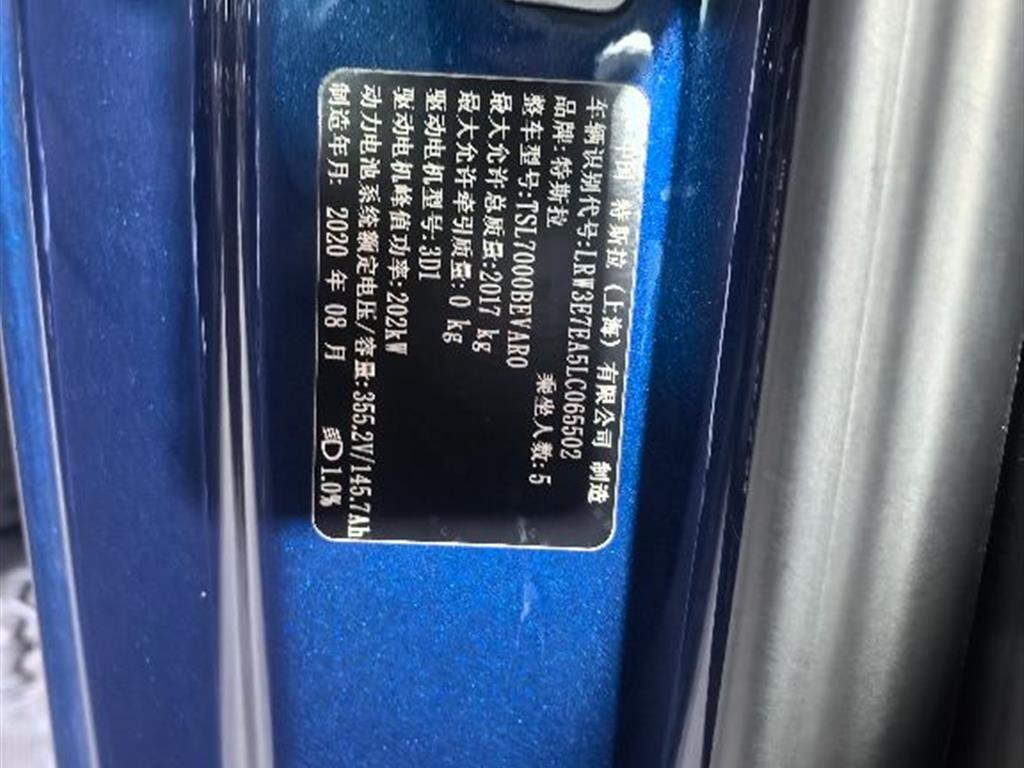 中国 特斯拉（上海）有限公司 制造
车辆识别代号:LRW3E7EA5LC065502
品牌:特斯拉 乘坐人数:5
整车型号:TSL7000BEVAR0
最大允许总质量:2017 kg
最大允许牵引质量:0 kg
驱动电机型号:3D1
驱动电机峰值功率:202kW
动力电池系统额定电压/容量:355.2V/145.7Ah
制造年月: 2020 年 08 月 1.0%